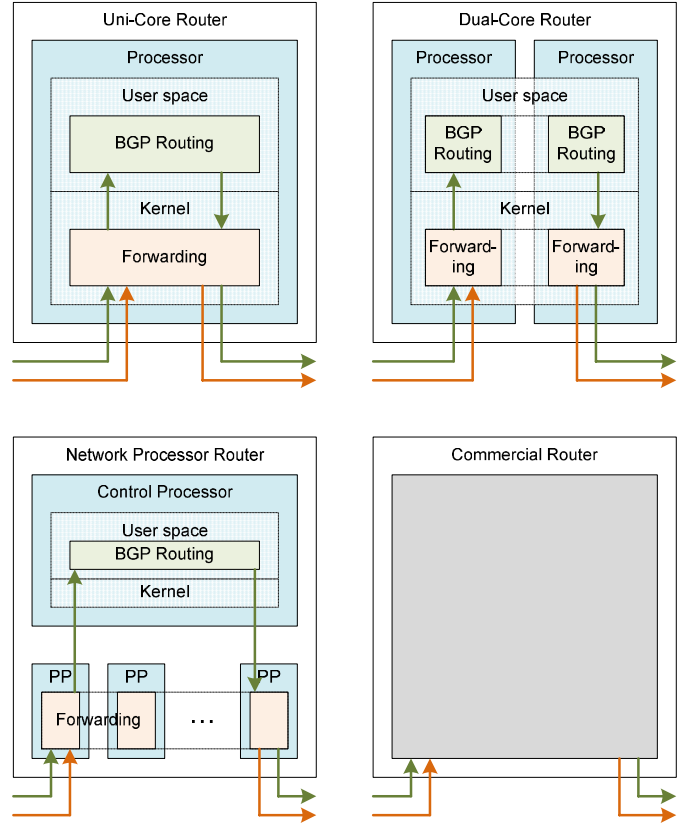 Uni-Core Router
Processor
User space
BGP Routing
Kernel
Forwarding
Dual-Core Router
Processor
Processor
User space
BGP
Routing
BGP
Routing
Kernel
Forward-
ing
Forward-
ing
Network Processor Router
Control Processor
User space
BGP Routing
Kernel
PP
PP
PP
Forwarding
...
Commercial Router